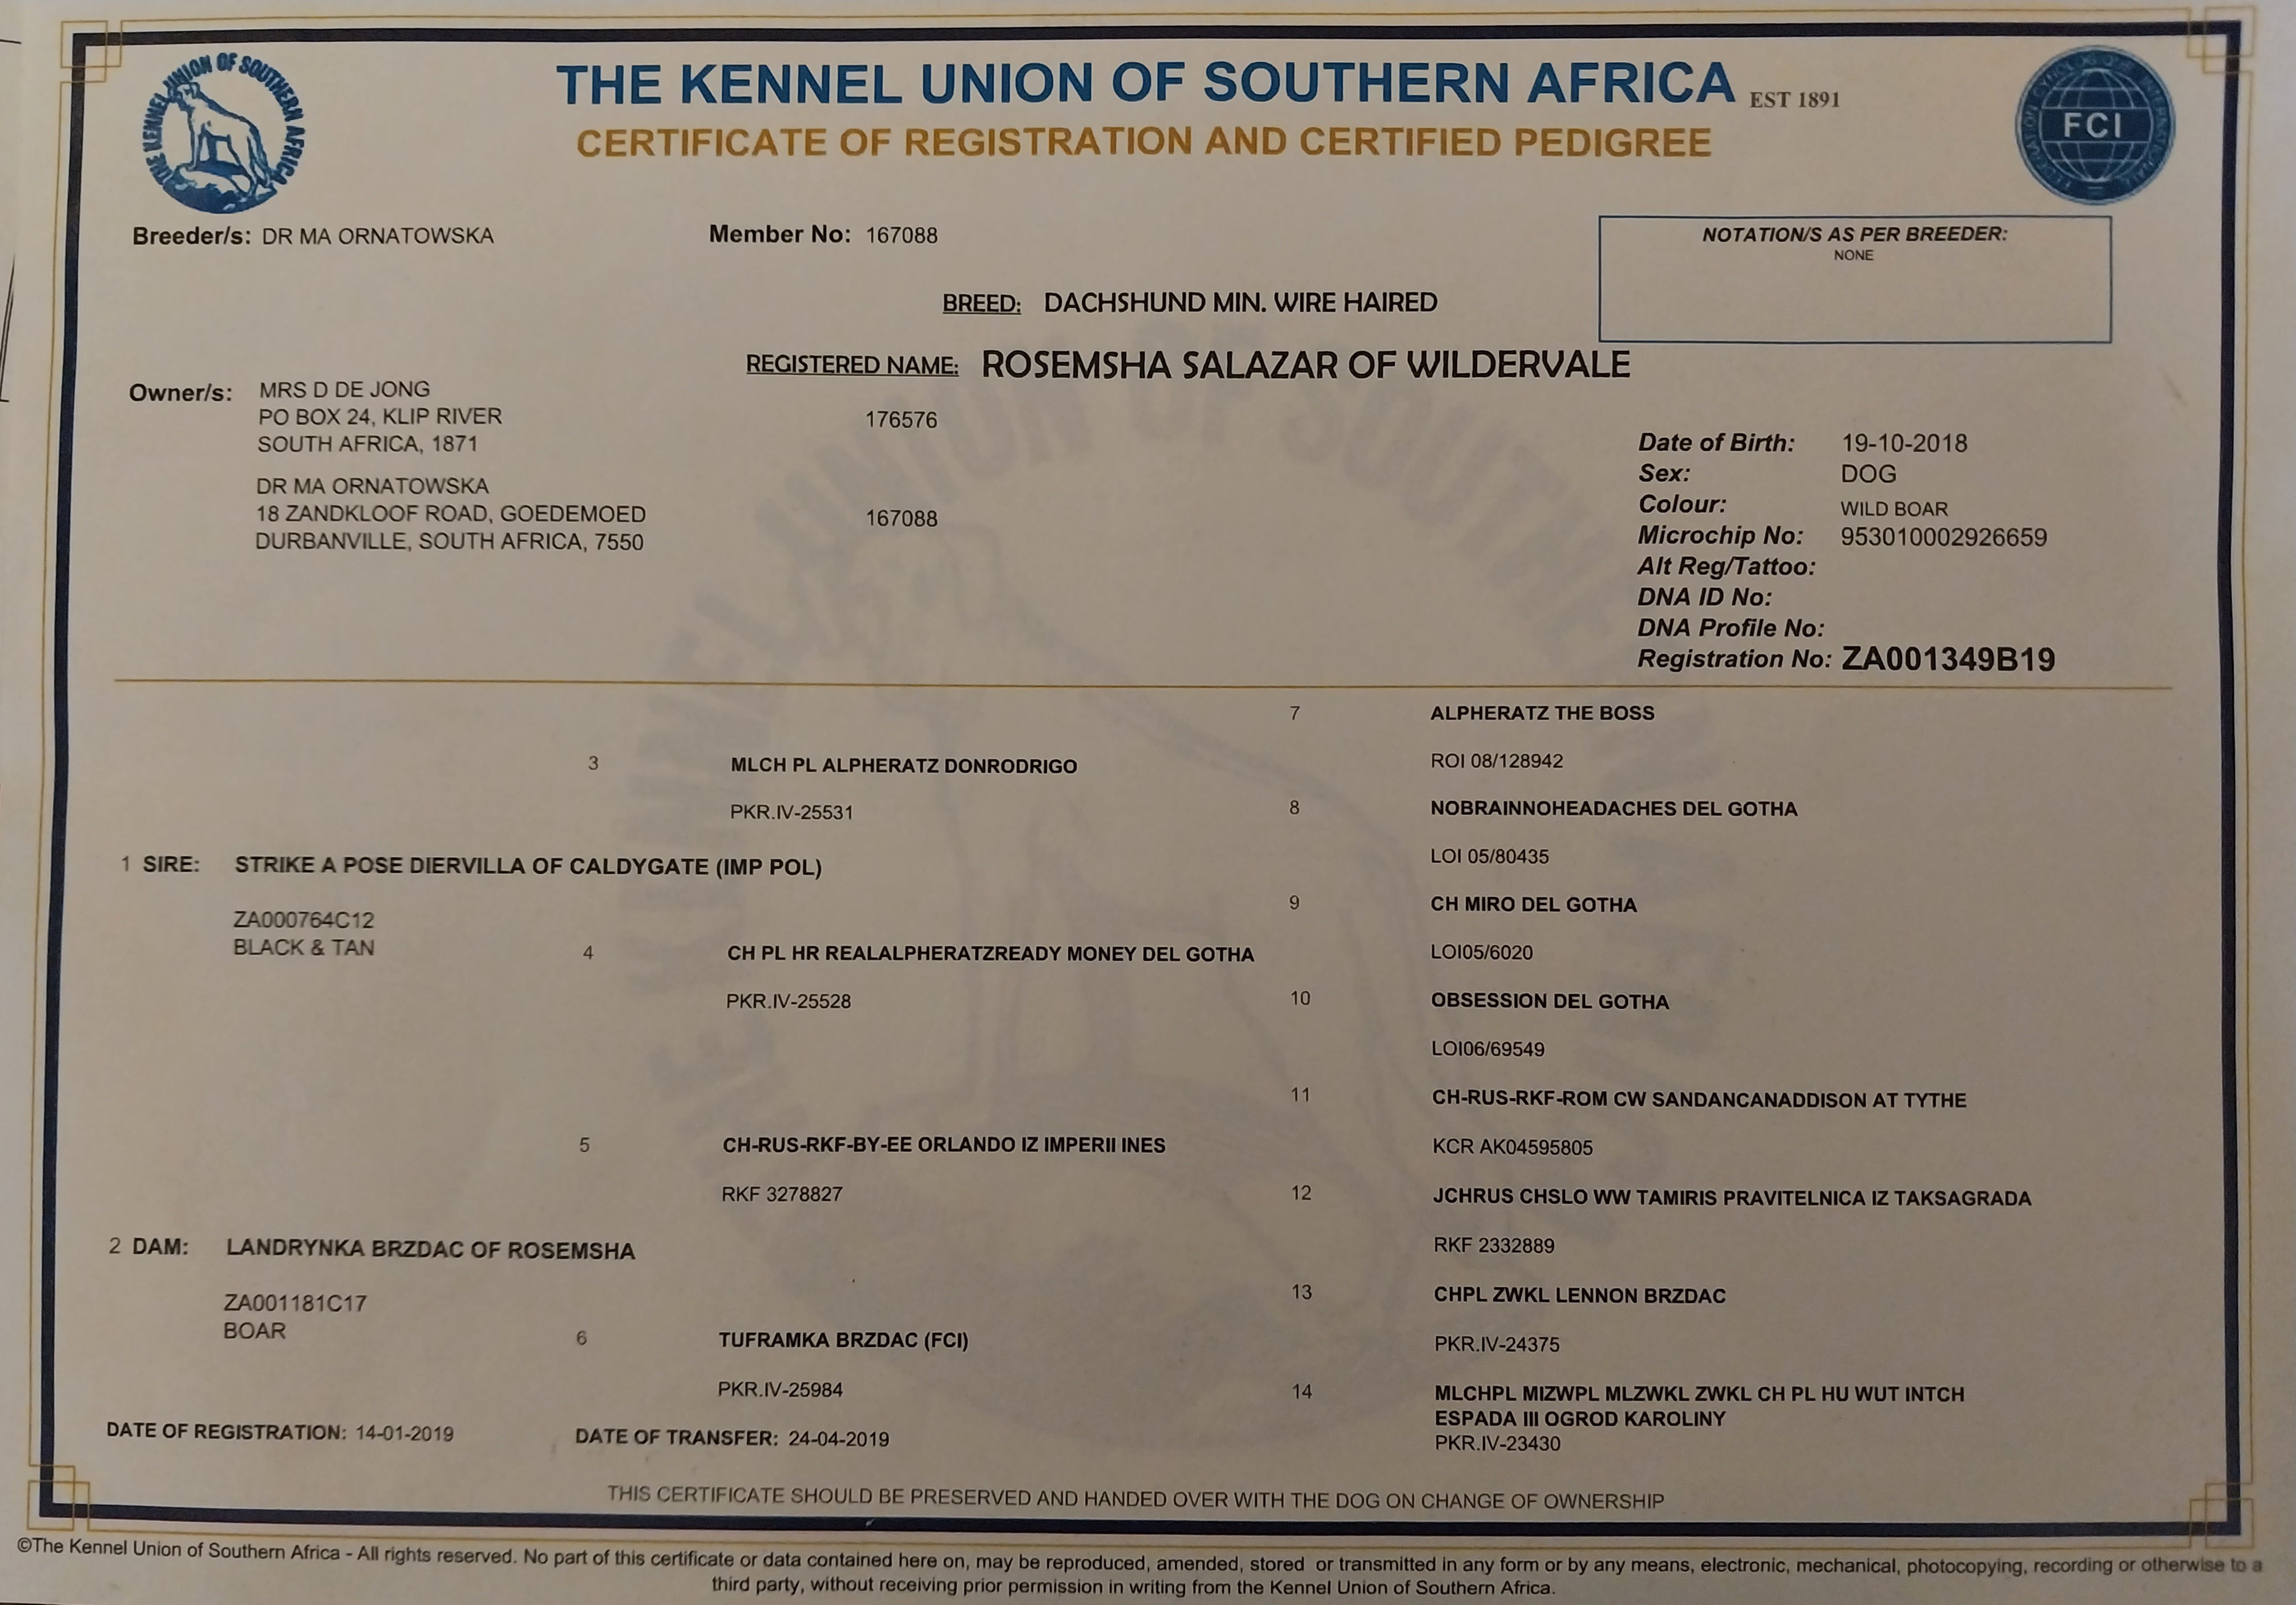 THE KENNEL UNION OF SOUTHERN AFRICA
THE KENNEL UNION OF SOUTHERN AFRICA EST 1891
CERTIFICATE OF REGISTRATION AND CERTIFIED PEDIGREE
FCI
Breeder/s: DR MA ORNATOWSKA
Member No: 167088
NOTATION/S AS PER BREEDER:
NONE
BREED: DACHSHUND MIN. WIRE HAIRED
REGISTERED NAME: ROSEMSHA SALAZAR OF WILDERVALE
Owner/s: MRS D DE JONG
PO BOX 24, KLIP RIVER 176576
SOUTH AFRICA, 1871
DR MA ORNATOWSKA
18 ZANDKLOOF ROAD, GOEDEMOED 167088
DURBANVILLE, SOUTH AFRICA, 7550
Date of Birth: 19-10-2018
Sex: DOG
Colour: WILD BOAR
Microchip No: 953010002926659
Alt Reg/Tattoo:
DNA ID No:
DNA Profile No:
Registration No: ZA001349B19
1 SIRE: STRIKE A POSE DIERVILLA OF CALDYGATE (IMP POL)
ZA000764C12
BLACK & TAN
2 DAM: LANDRYNKA BRZDAC OF ROSEMSHA
ZA001181C17
BOAR
3 MLCH PL ALPHERATZ DONRODRIGO
PKR.IV-25531
4 CH PL HR REALALPHERATZREADY MONEY DEL GOTHA
PKR.IV-25528
5 CH-RUS-RKF-BY-EE ORLANDO IZ IMPERII INES
RKF 3278827
6 TUFRAMKA BRZDAC (FCI)
PKR.IV-25984
7 ALPHERATZ THE BOSS
ROI 08/128942
8 NOBRAINNOHEADACHES DEL GOTHA
LOI 05/80435
9 CH MIRO DEL GOTHA
LOI05/6020
10 OBSESSION DEL GOTHA
LOI06/69549
11 CH-RUS-RKF-ROM CW SANDANCANADDISON AT TYTHE
KCR AK04595805
12 JCHRUS CHSLO WW TAMIRIS PRAVITELNICA IZ TAKSAGRADA
RKF 2332889
13 CHPL ZWKL LENNON BRZDAC
PKR.IV-24375
14 MLCHPL MIZWPL MLZWKL ZWKL CH PL HU WUT INTCH
ESPADA III OGROD KAROLINY
PKR.IV-23430
DATE OF REGISTRATION: 14-01-2019
DATE OF TRANSFER: 24-04-2019
THIS CERTIFICATE SHOULD BE PRESERVED AND HANDED OVER WITH THE DOG ON CHANGE OF OWNERSHIP
©The Kennel Union of Southern Africa - All rights reserved. No part of this certificate or data contained here on, may be reproduced, amended, stored or transmitted in any form or by any means, electronic, mechanical, photocopying, recording or otherwise to a
third party, without receiving prior permission in writing from the Kennel Union of Southern Africa.